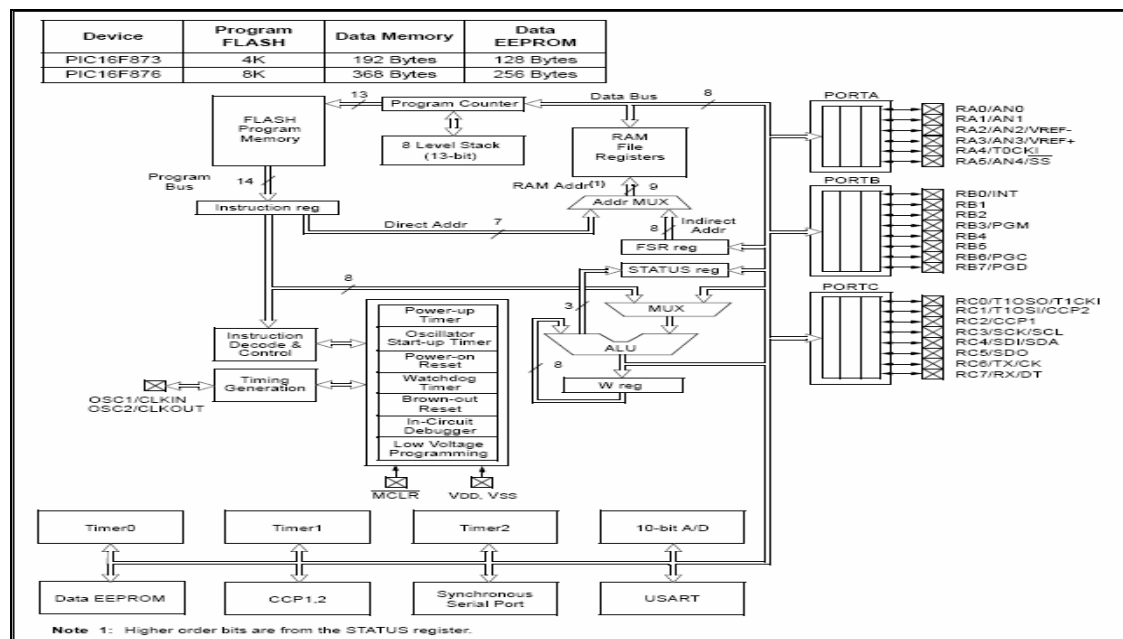 Device Program FLASH Data Memory Data EEPROM
PIC16F873 4K 192 Bytes 128 Bytes
PIC16F876 8K 368 Bytes 256 Bytes
13
Program Counter
Data Bus
8
PORTA
FLASH
Program
Memory
8 Level Stack
(13-bit)
RAM
File
Registers
RA0/AN0
RA1/AN1
RA2/AN2/VREF-
RA3/AN3/VREF+
RA4/T0CKI
RA5/AN4/SS
Program
Bus
14
RAM Addr(1)
9
PORTB
Instruction reg
Addr MUX
RB0/INT
RB1
RB2
RB3/PGM
RB4
RB5
RB6/PGC
RB7/PGD
Direct Addr
7
8
Indirect
Addr
FSR reg
STATUS reg
8
3
MUX
PORTC
RC0/T1OSO/T1CKI
RC1/T1OSI/CCP2
RC2/CCP1
RC3/SCK/SCL
RC4/SDI/SDA
RC5/SDO
RC6/TX/CK
RC7/RX/DT
Power-up
Timer
Instruction
Decode &
Control
Oscillator
Start-up Timer
ALU
Power-on
Reset
8
Timing
Generation
Watchdog
Timer
W reg
OSC1/CLKIN
OSC2/CLKOUT
Brown-out
Reset
In-Circuit
Debugger
Low Voltage
Programming
MCLR
VDD, VSS
Timer0
Timer1
Timer2
10-bit A/D
Data EEPROM
CCP1,2
Synchronous
Serial Port
USART
Note 1: Higher order bits are from the STATUS register.